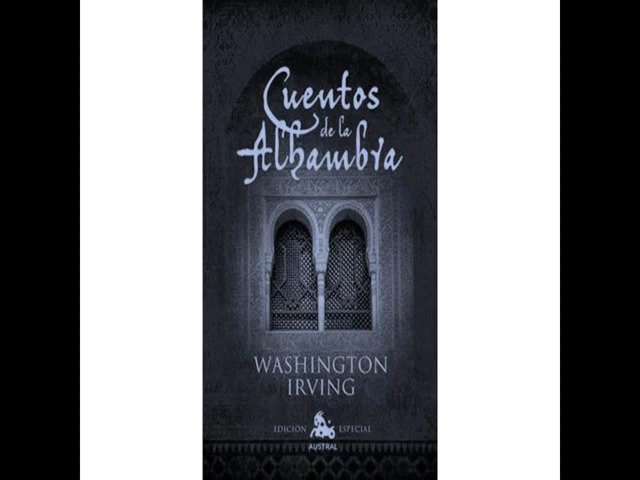 Cuentos
de la
Alhambra
WASHINGTON
IRVING
EDICIÓN ESPECIAL
AUSTRAL